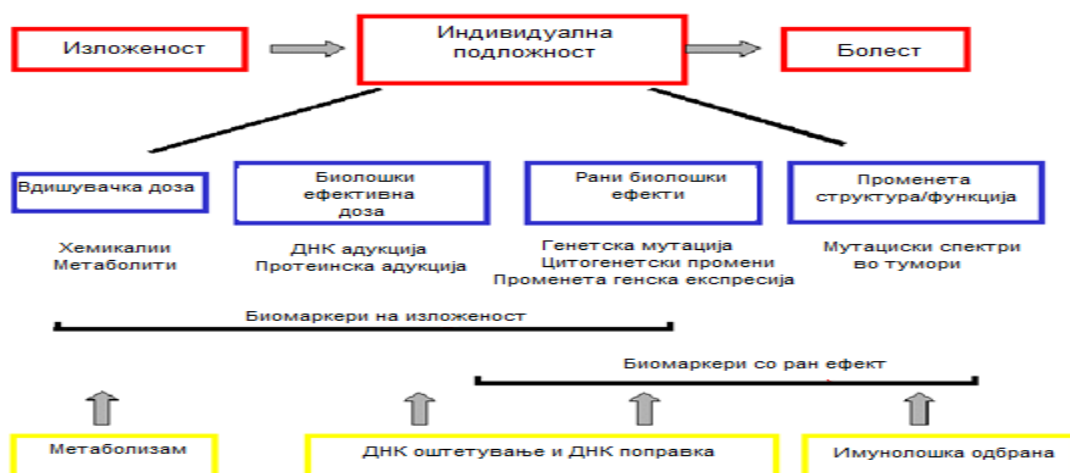 Изложеност
Индивидуална
подложност
Болест
Вдишувачка доза
Биолошки
ефективна
доза
Рани биолошки
ефекти
Променета
структура/функција
Хемикалии
Метаболити
ДНК адукција
Протеинска адукција
Генетска мутација
Цитогенетски промени
Променета генска експресија
Мутациски спектри
во тумори
Биомаркери на изложеност
Биомаркери со ран ефект
Метаболизам
ДНК оштетување и ДНК поправка
Имунолошка одбрана